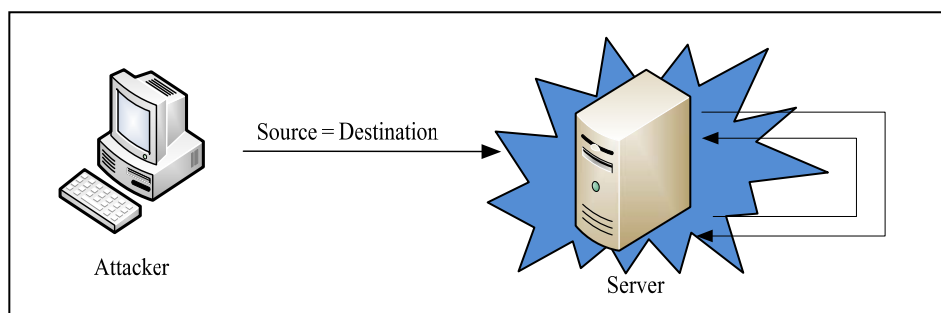 Source = Destination
Attacker
Server